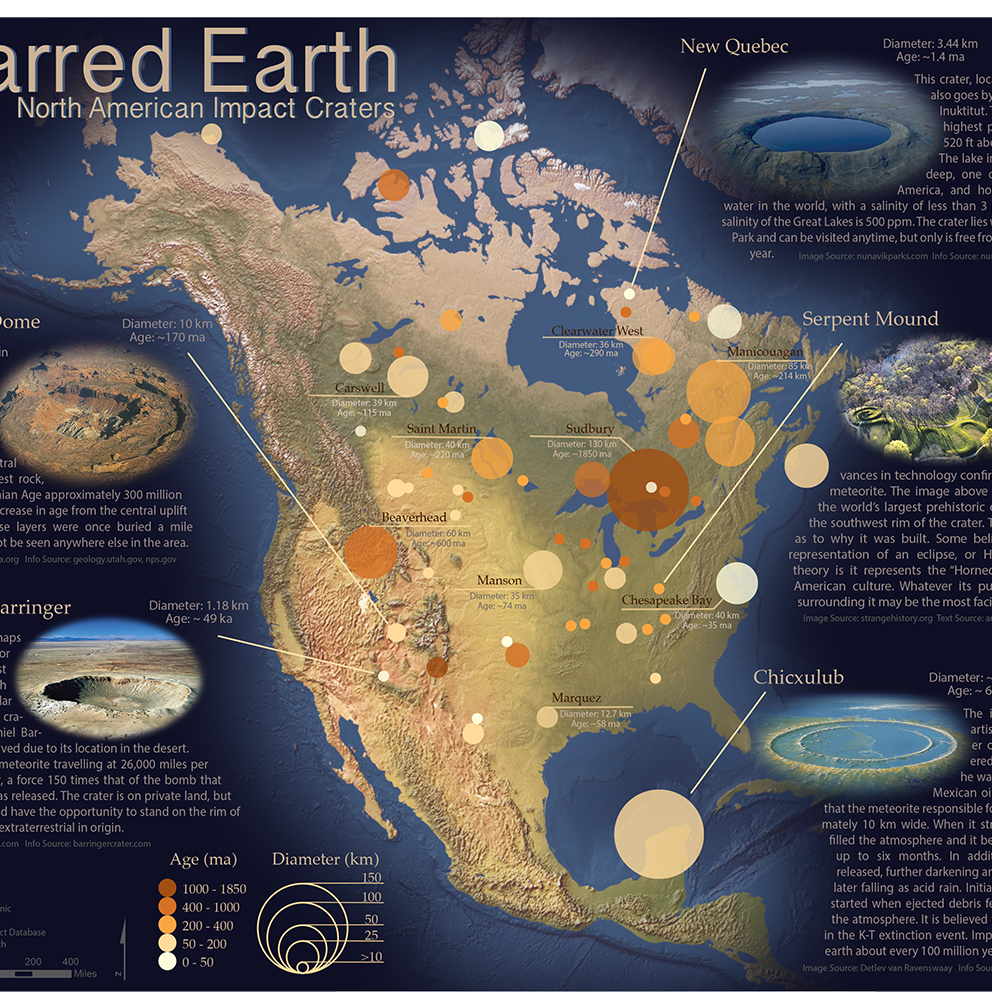 arred Earth
North American Impact Craters
New Quebec
Diameter: 3.44 km
Age: ~1.4 ma
This crater, loc
also goes by
Inuktitut. T
highest p
520 ft abo
The lake i
deep, one o
America, and ho
water in the world, with a salinity of less than 3
salinity of the Great Lakes is 500 ppm. The crater lies w
Park and can be visited anytime, but only is free fro
year.
Image Source: nunavikparks.com Info Source: nu
Dome
Diameter: 10 km
Age: ~170 ma
in
tral
est rock,
ian Age approximately 300 million
crease in age from the central uplift
se layers were once buried a mile
ot be seen anywhere else in the area.
a.org Info Source: geology.utah.gov, nps.gov
Serpent Mound
vances in technology confir
meteorite. The image above
the world's largest prehistoric e
the southwest rim of the crater. T
as to why it was built. Some beli
representation of an eclipse, or H
theory is it represents the "Horned
American culture. Whatever its pu
surrounding it may be the most faci
Image Source: strangehistory.org Text Source: a
Clearwater West
Diameter: 36 km
Age: ~290 ma
Manicouagan
Diameter: 85 km
Age: ~214 ma
Carswell
Diameter: 39 km
Age: ~115 ma
Saint Martin
Diameter: 40 km
Age: ~220 ma
Sudbury
Diameter: 130 km
Age: ~1850 ma
Beaverhead
Diameter: 60 km
Age: ~600 ma
Manson
Diameter: 35 km
Age: ~74 ma
Chesapeake Bay
Diameter: 40 km
Age: ~35 ma
Marquez
Diameter: 12.7 km
Age: ~58 ma
arringer
Diameter: 1.18 km
Age: ~ 49 ka
haps
or
st
h
lar
cra-
niel Bar-
ved due to its location in the desert.
meteorite travelling at 26,000 miles per
r, a force 150 times that of the bomb that
as released. The crater is on private land, but
d have the opportunity to stand on the rim of
extraterrestrial in origin.
.com Info Source: barringercrater.com
Chicxulub
Diameter: ~
Age: ~ 6
The i
artis
er o
ered
he wa
Mexican oi
that the meteorite responsible fo
mately 10 km wide. When it str
filled the atmosphere and it be
up to six months. In addit
released, further darkening an
later falling as acid rain. Initia
started when ejected debris fe
the atmosphere. It is believed
in the K-T extinction event. Imp
earth about every 100 million ye
Image Source: Detlev van Ravenswaay Info Sou
Age (ma)
1000 - 1850
400 - 1000
200 - 400
50 - 200
0 - 50
Diameter (km)
150
100
50
25
>10
nic
ct Database
th
200 400
Miles
N